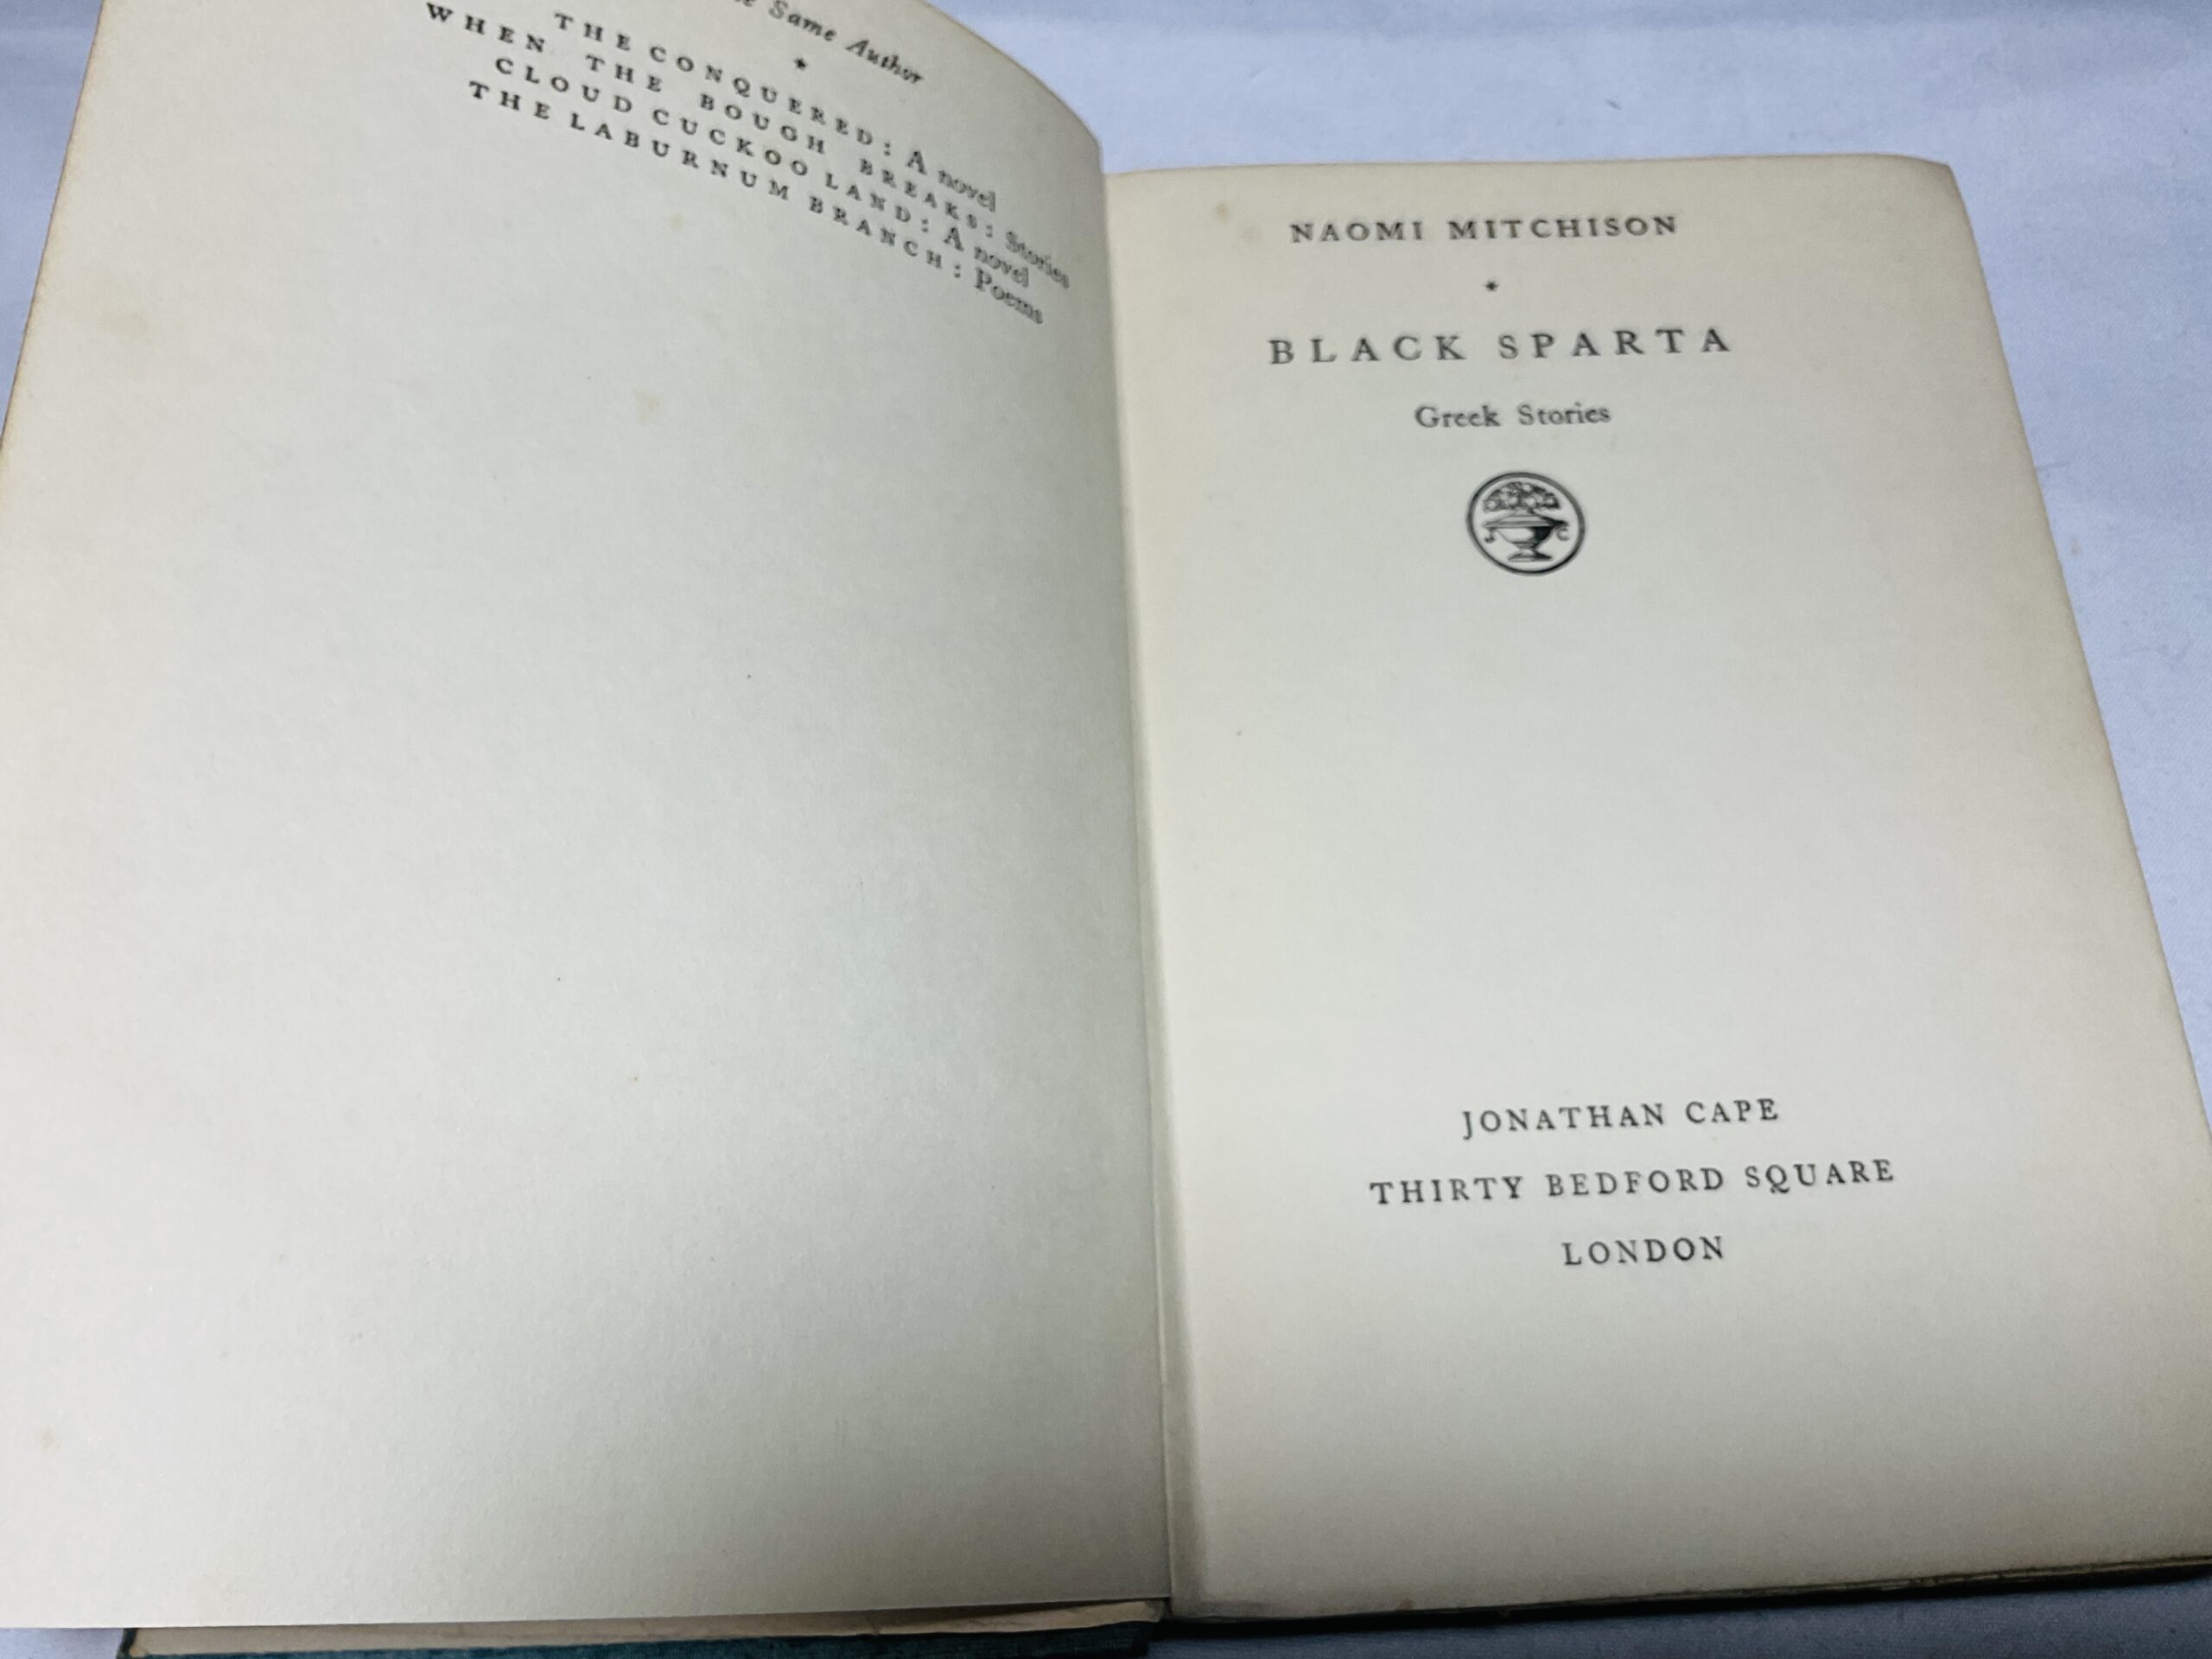 Same Author
*
THE CONQUERED: A novel
WHEN THE BOUGH BREAKS: Stories
CLOUD CUCKOO LAND: A novel
THE LABURNUM BRANCH: Poems
NAOMI MITCHISON
*
BLACK SPARTA
Greek Stories
J C
JONATHAN CAPE
THIRTY BEDFORD SQUARE
LONDON